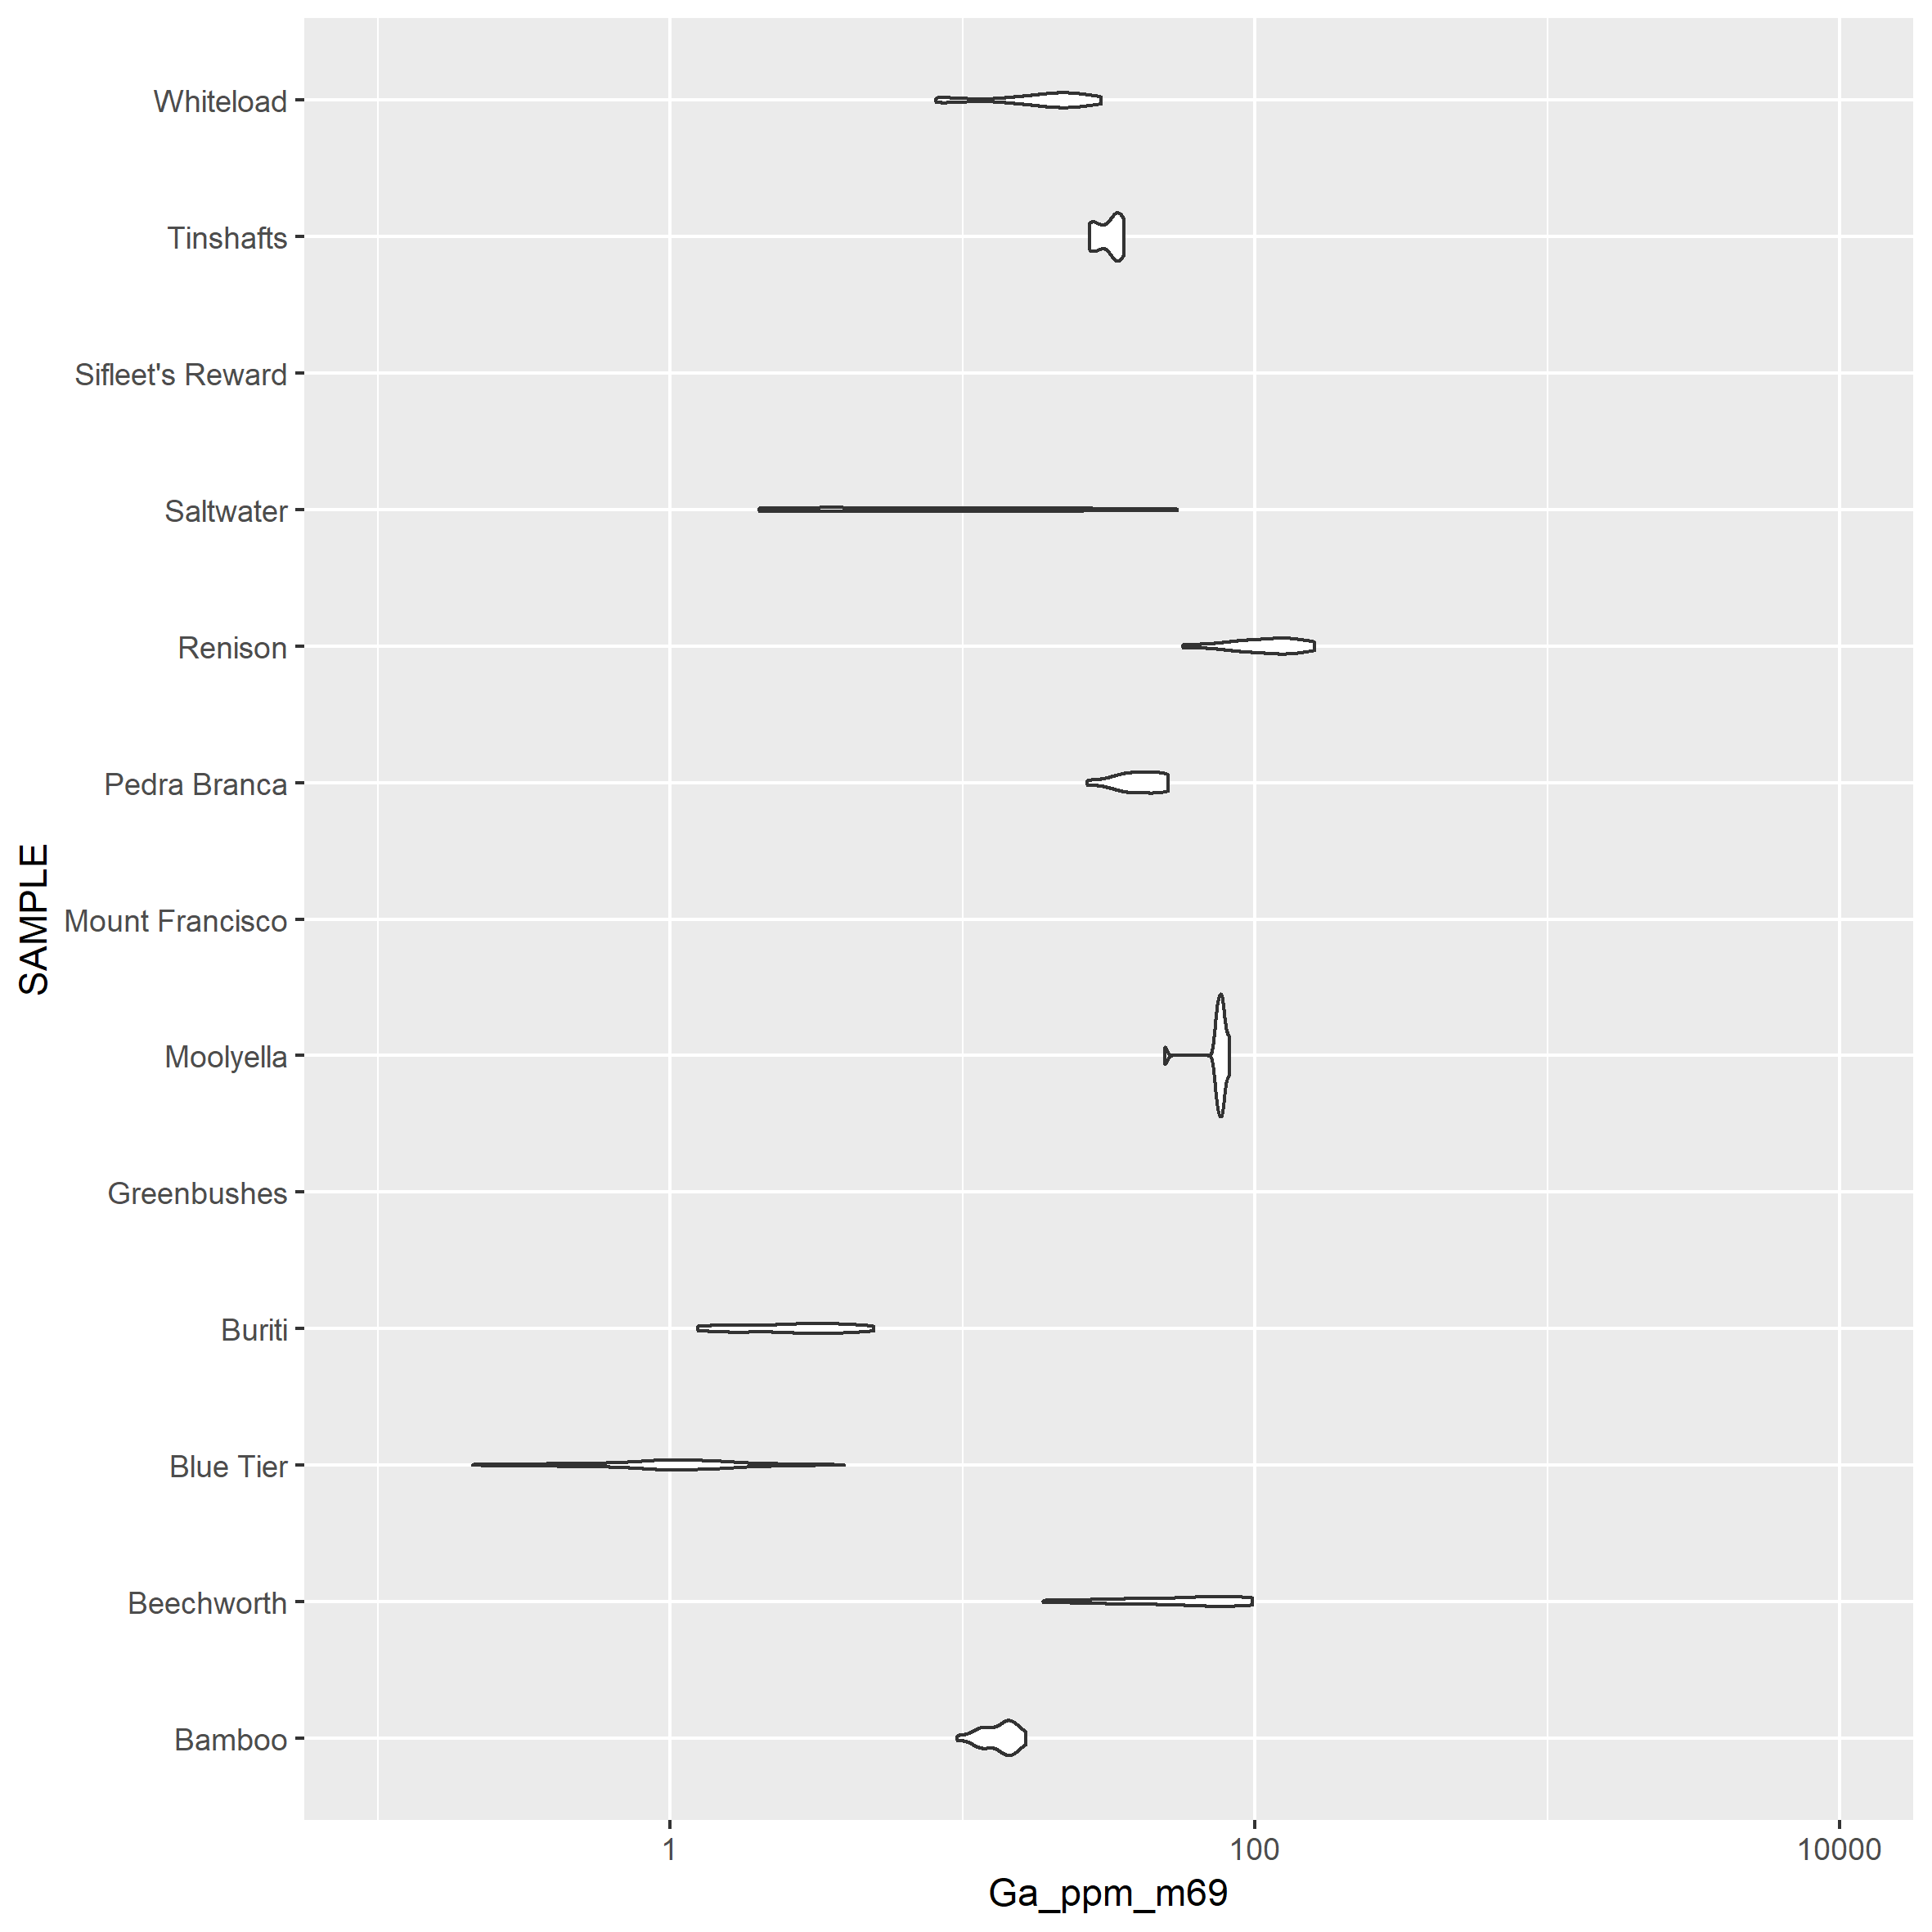 Whiteload
Tinshafts
Sifleet's Reward
Saltwater
Renison
Pedra Branca
Mount Francisco
Moolyella
Greenbushes
Buriti
Blue Tier
Beechworth
Bamboo
SAMPLE
1 100 10000
Ga_ppm_m69